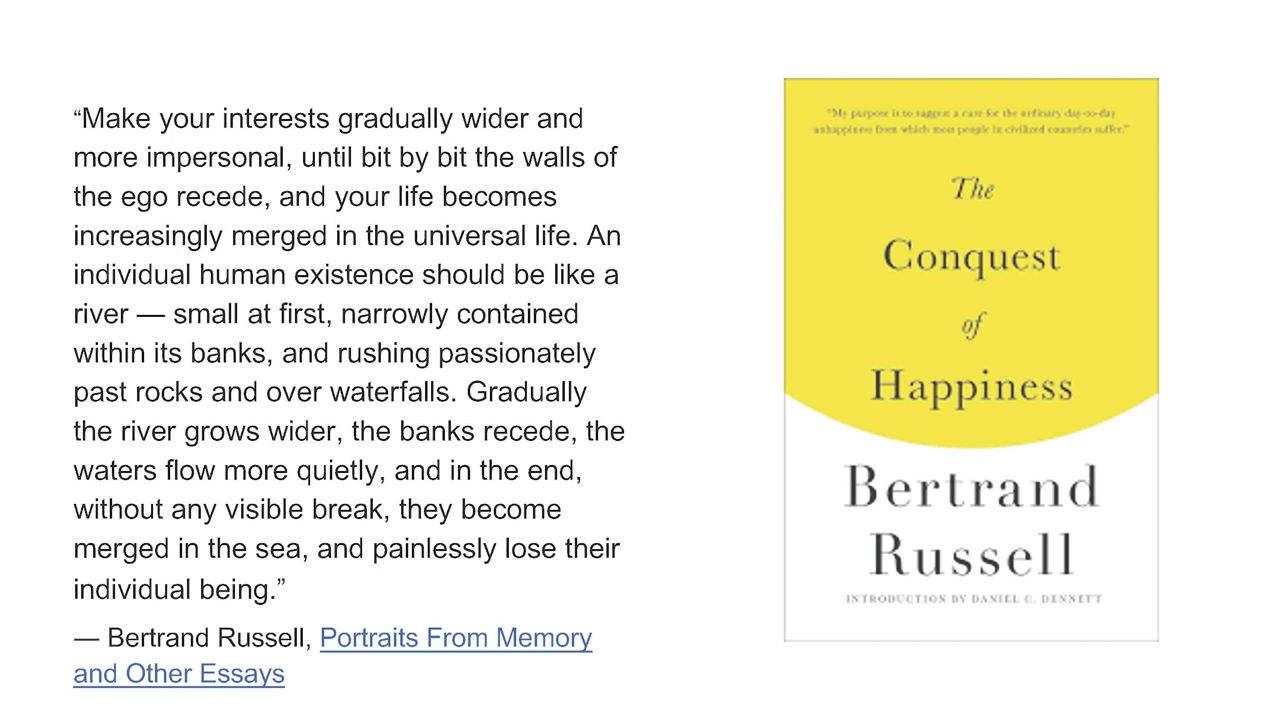 “Make your interests gradually wider and
more impersonal, until bit by bit the walls of
the ego recede, and your life becomes
increasingly merged in the universal life. An
individual human existence should be like a
river — small at first, narrowly contained
within its banks, and rushing passionately
past rocks and over waterfalls. Gradually
the river grows wider, the banks recede, the
waters flow more quietly, and in the end,
without any visible break, they become
merged in the sea, and painlessly lose their
individual being.”
— Bertrand Russell, Portraits From Memory
and Other Essays
"My purpose is to suggest a cure for the ordinary day-to-day
unhappiness from which most people in civilized countries suffer."
The
Conquest
of
Happiness
Bertrand
Russell
INTRODUCTION BY DANIEL C. DENNETT